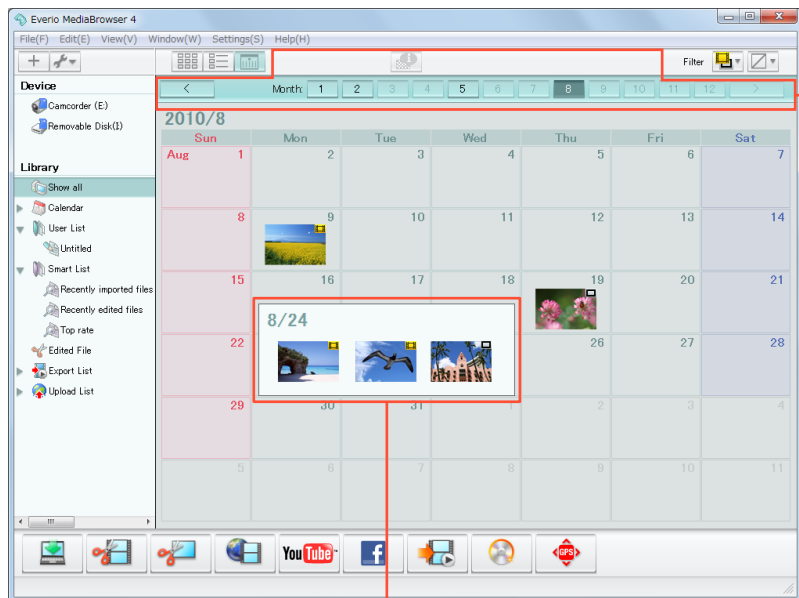 Everio MediaBrowser 4
File(F) Edit(E) View(V) Window(W) Settings(S) Help(H)
Filter
Device
Camcorder (E:)
Removable Disk(I)
Library
Show all
Calendar
User List
Untitled
Smart List
Recently imported files
Recently edited files
Top rate
Edited File
Export List
Upload List
< Month: 1 2 3 4 5 6 7 8 9 10 11 12 >
2010/8
Sun Mon Tue Wed Thu Fri Sat
Aug 1 2 3 4 5 6 7
8 9 10 11 12 13 14
15 16 17 18 19 20 21
22 26 27 28
8/24
29 30 31 1 2 3 4
5 6 7 8 9 10 11
You Tube
f
GPS